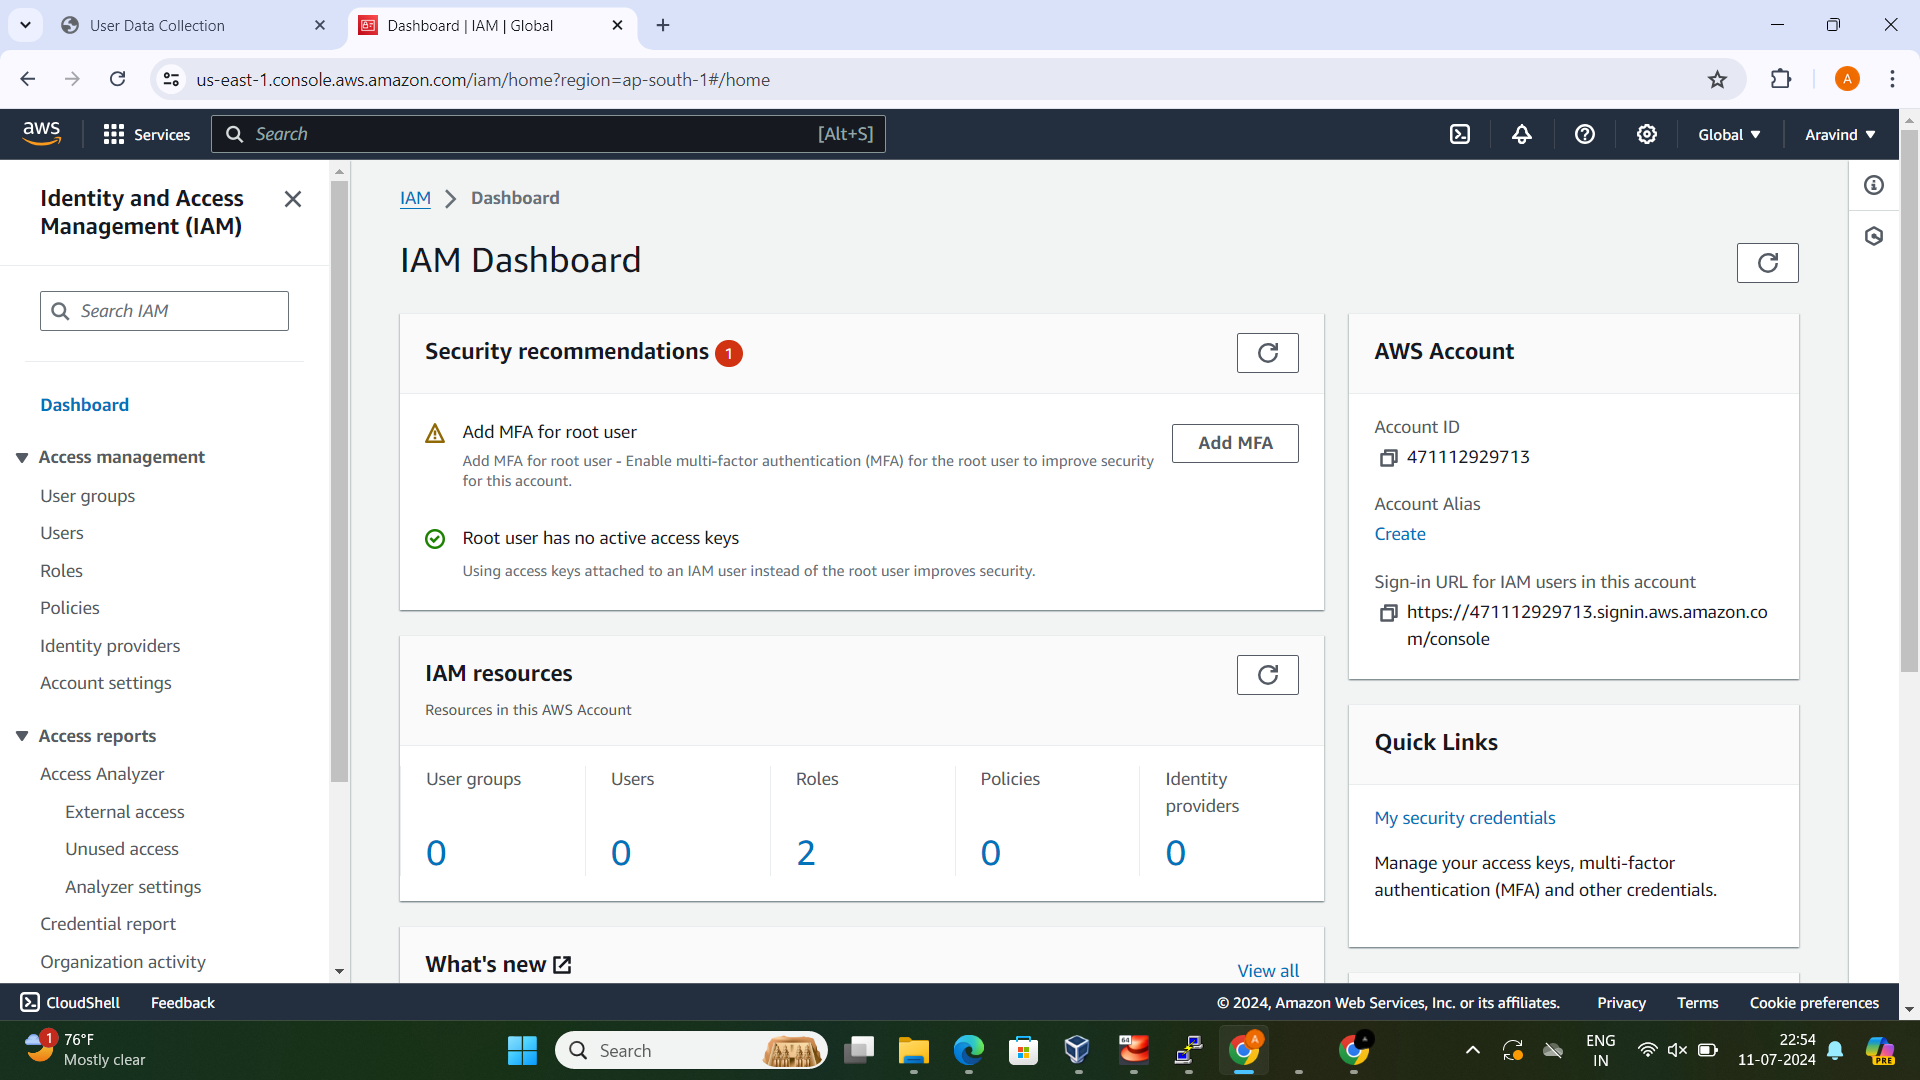 User Data Collection
Dashboard | IAM | Global
us-east-1.console.aws.amazon.com/iam/home?region=ap-south-1#/home
A
aws
Services
Search
[Alt+S]
Global
Aravind
Identity and Access
Management (IAM)
Search IAM
Dashboard
Access management
User groups
Users
Roles
Policies
Identity providers
Account settings
Access reports
Access Analyzer
External access
Unused access
Analyzer settings
Credential report
Organization activity
IAM
Dashboard
IAM Dashboard
Security recommendations 1
Add MFA for root user
Add MFA for root user - Enable multi-factor authentication (MFA) for the root user to improve security
for this account.
Add MFA
Root user has no active access keys
Using access keys attached to an IAM user instead of the root user improves security.
IAM resources
Resources in this AWS Account
User groups
0
Users
0
Roles
2
Policies
0
Identity
providers
0
What's new
View all
AWS Account
Account ID
471112929713
Account Alias
Create
Sign-in URL for IAM users in this account
https://471112929713.signin.aws.amazon.co
m/console
Quick Links
My security credentials
Manage your access keys, multi-factor
authentication (MFA) and other credentials.
CloudShell
Feedback
© 2024, Amazon Web Services, Inc. or its affiliates.
Privacy
Terms
Cookie preferences
1
76°F
Mostly clear
Search
64
A
A
ENG
IN
22:54
11-07-2024
PRE